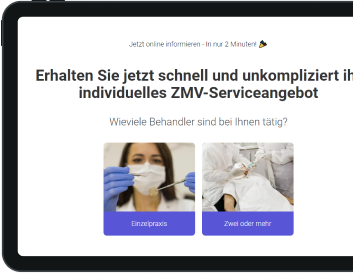 Jetzt online informieren - In nur 2 Minuten! 🎉
Erhalten Sie jetzt schnell und unkompliziert ih
individuelles ZMV-Serviceangebot
Wieviele Behandler sind bei Ihnen tätig?
Einzelpraxis
Zwei oder mehr